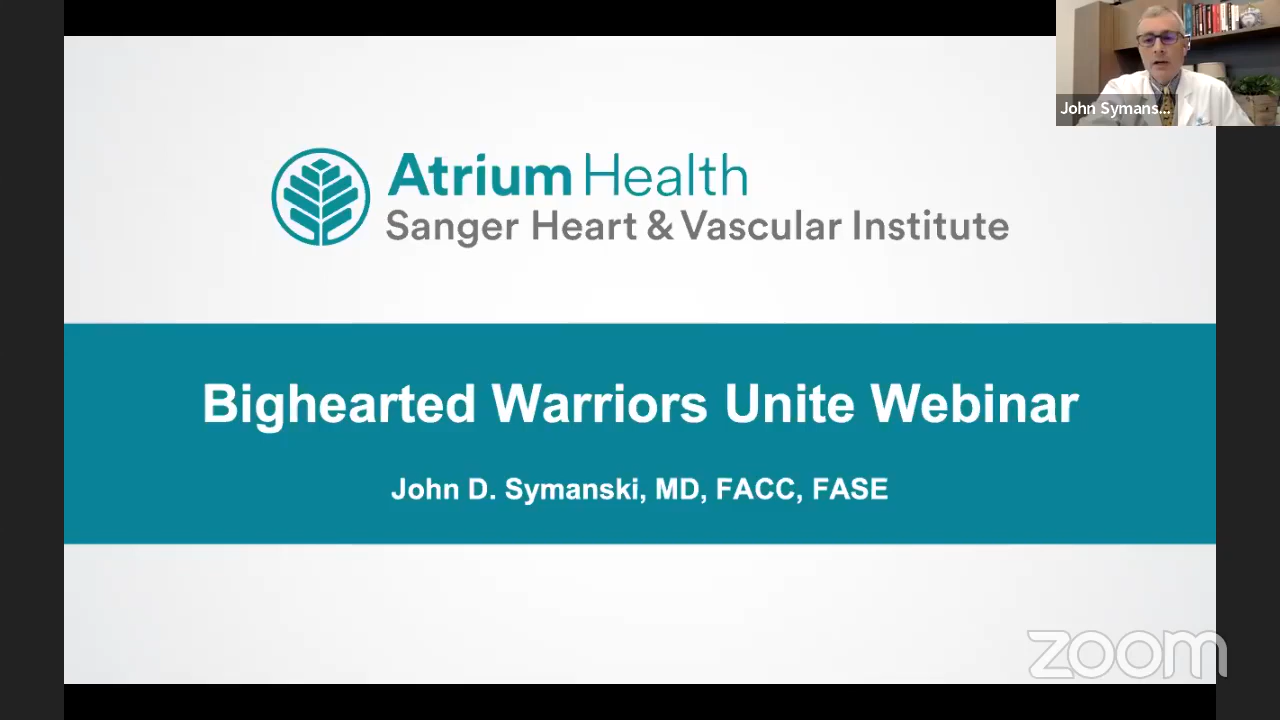 John Symans...
Atrium Health
Sanger Heart & Vascular Institute
Bighearted Warriors Unite Webinar
John D. Symanski, MD, FACC, FASE
zoom